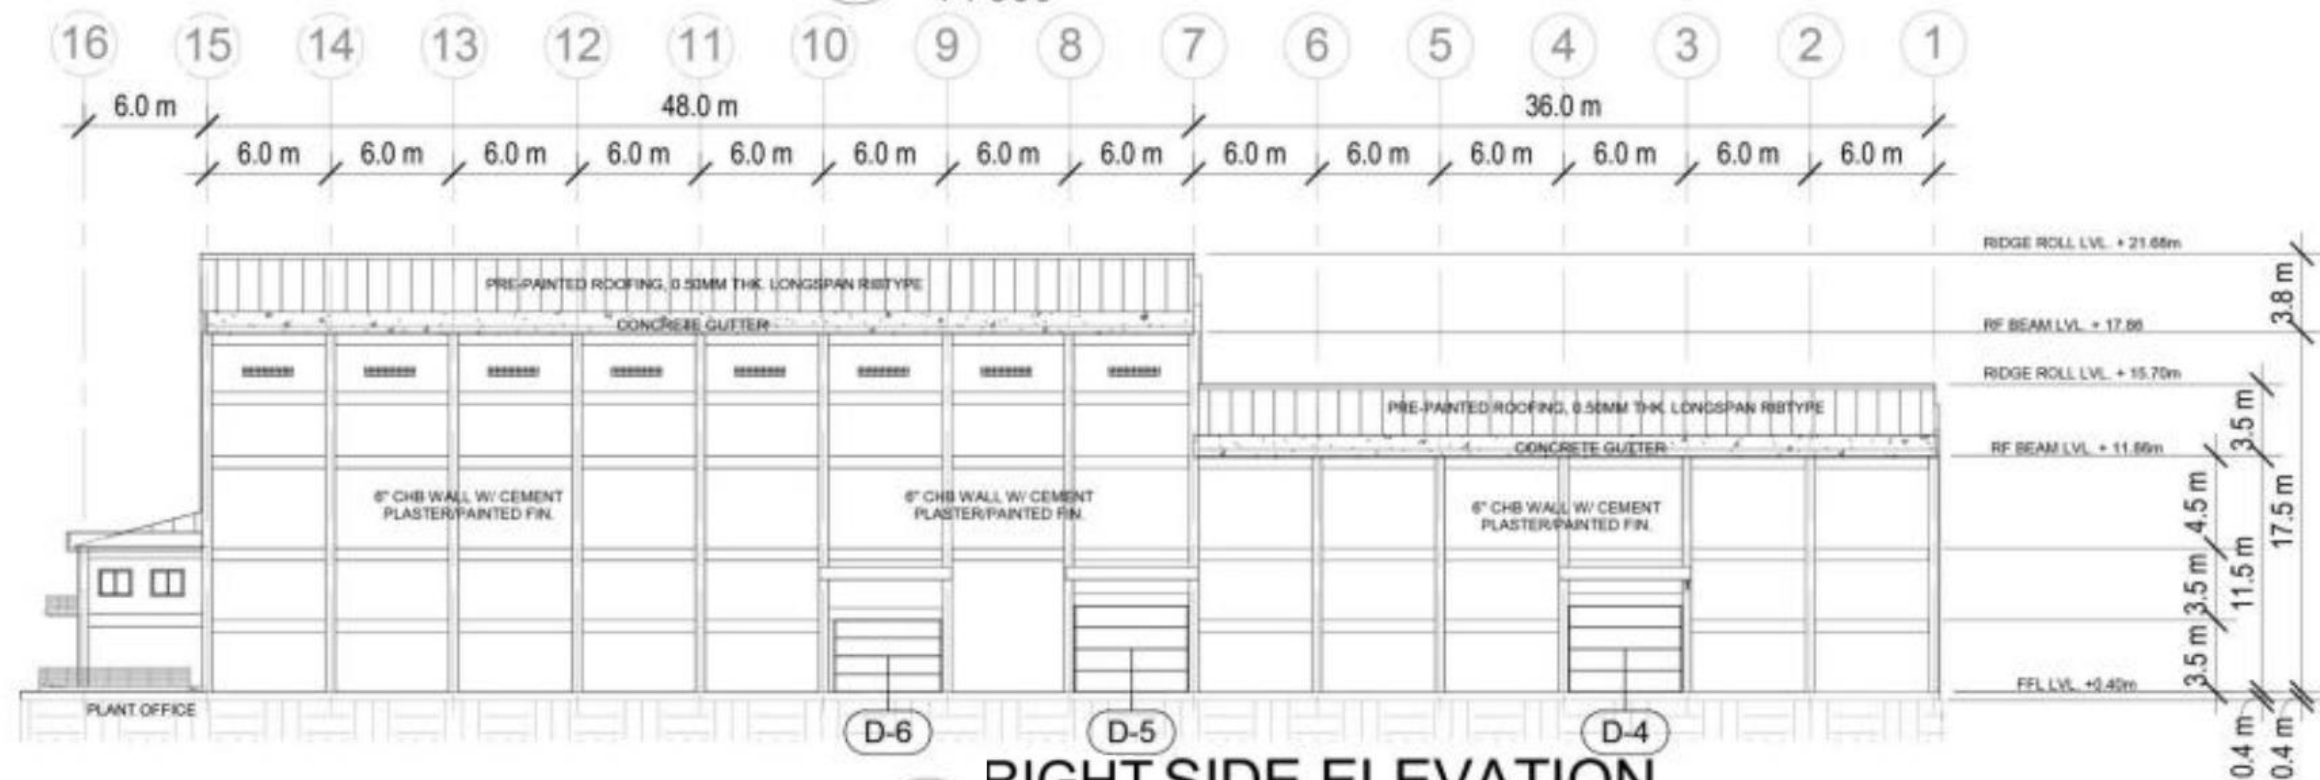 16 15 14 13 12 11 10 9 8 7 6 5 4 3 2 1
6.0 m 48.0 m 36.0 m
6.0 m 6.0 m 6.0 m 6.0 m 6.0 m 6.0 m 6.0 m 6.0 m 6.0 m 6.0 m 6.0 m 6.0 m 6.0 m 6.0 m
RIDGE ROLL LVL. + 21.68m
3.8 m
PRE-PAINTED ROOFING, 0.50MM THK. LONGSPAN RIBTYPE
CONCRETE GUTTER
RF BEAM LVL. + 17.86
RIDGE ROLL LVL. + 15.70m
PRE-PAINTED ROOFING, 0.50MM THK. LONGSPAN RIBTYPE
3.5 m
CONCRETE GUTTER
RF BEAM LVL. + 11.86m
6" CHB WALL W/ CEMENT
PLASTER/PAINTED FIN.
6" CHB WALL W/ CEMENT
PLASTER/PAINTED FIN.
6" CHB WALL W/ CEMENT
PLASTER/PAINTED FIN.
4.5 m
17.5 m
3.5 m
11.5 m
3.5 m
FFL LVL. +0.40m
PLANT OFFICE
D-6
D-5
D-4
0.4 m
0.4 m
RIGHT SIDE ELEVATION